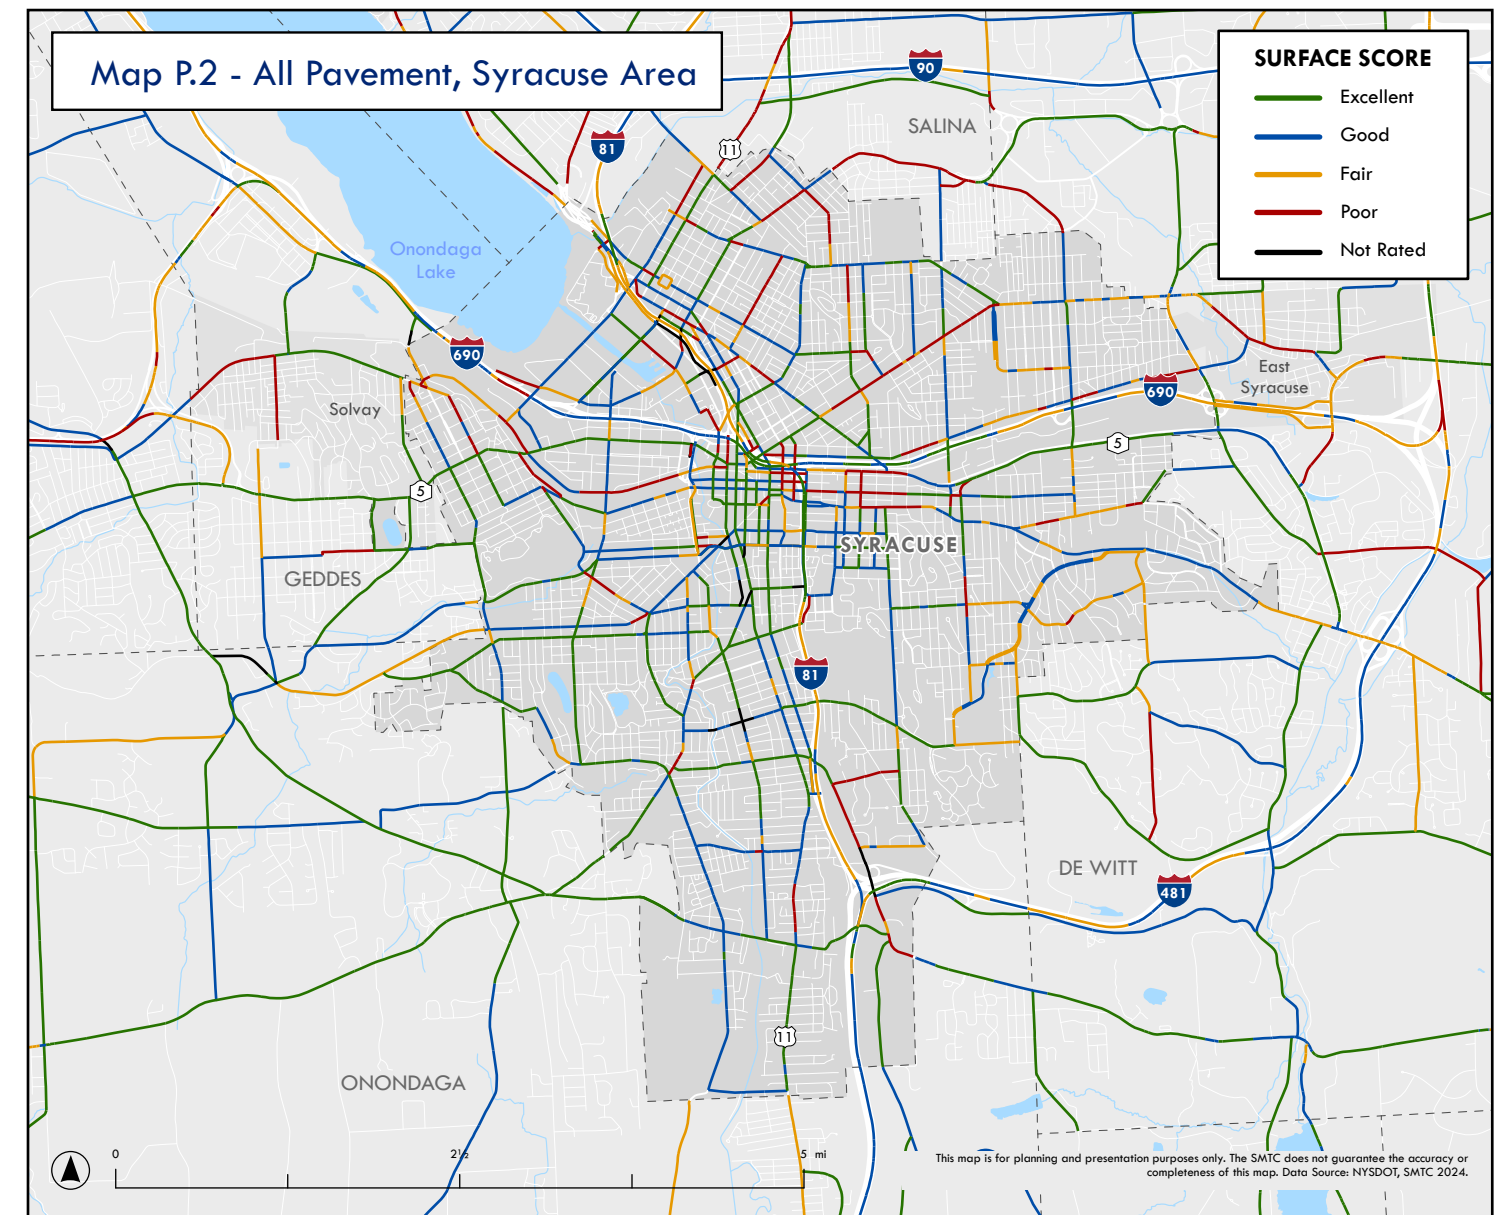 Map P.2 - All Pavement, Syracuse Area
SURFACE SCORE
Excellent
Good
Fair
Poor
Not Rated
90
SALINA
81
11
Onondaga
Lake
690
East
Syracuse
690
Solvay
5
5
SYRACUSE
GEDDES
81
DE WITT
481
11
ONONDAGA
0
2½
5 mi
This map is for planning and presentation purposes only. The SMTC does not guarantee the accuracy or
completeness of this map. Data Source: NYSDOT, SMTC 2024.